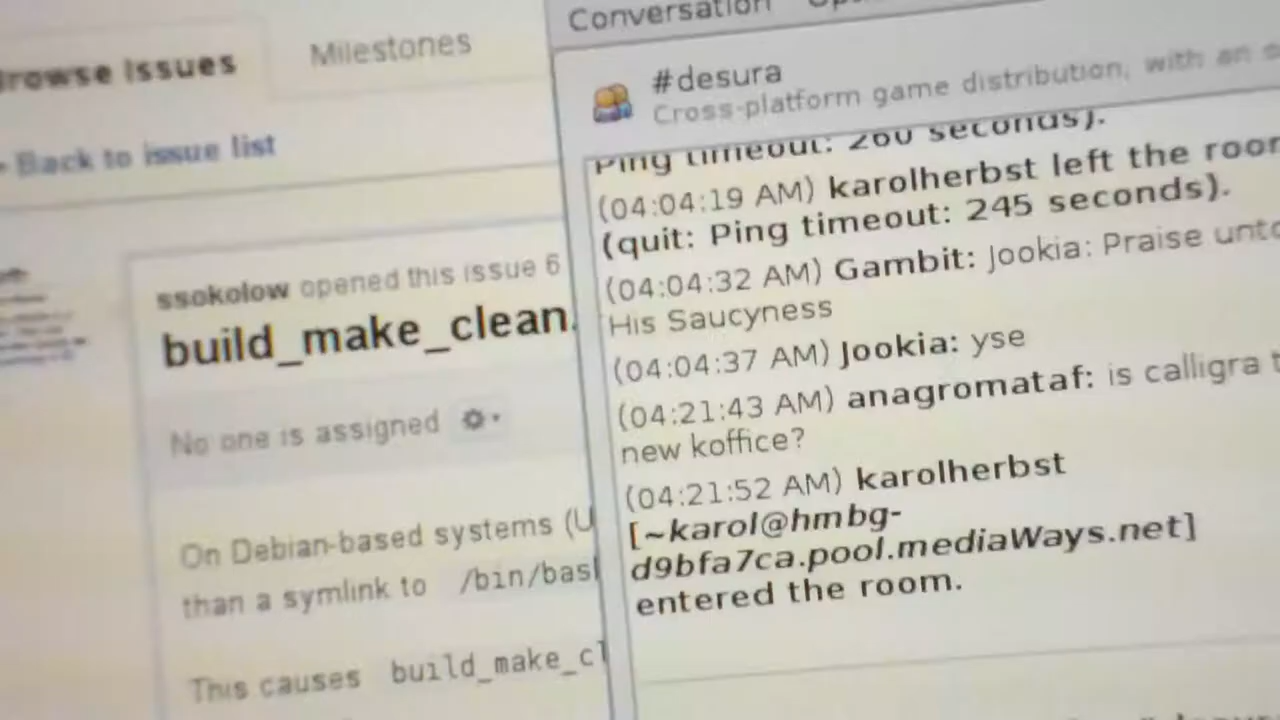 Browse Issues
Milestones
Back to issue list
ssokolow opened this issue 6
build_make_clean.
No one is assigned
On Debian-based systems (U
than a symlink to /bin/bas
This causes build_make_cl
Conversation
#desura
Cross-platform game distribution, with an
Ping timeout: 260 seconds).
(04:04:19 AM) karolherbst left the room
(quit: Ping timeout: 245 seconds).
(04:04:32 AM) Gambit: Jookia: Praise unto
His Saucyness
(04:04:37 AM) Jookia: yse
(04:21:43 AM) anagromataf: is calligra t
new koffice?
(04:21:52 AM) karolherbst
[~karol@hmbg-
d9bfa7ca.pool.mediaWays.net]
entered the room.